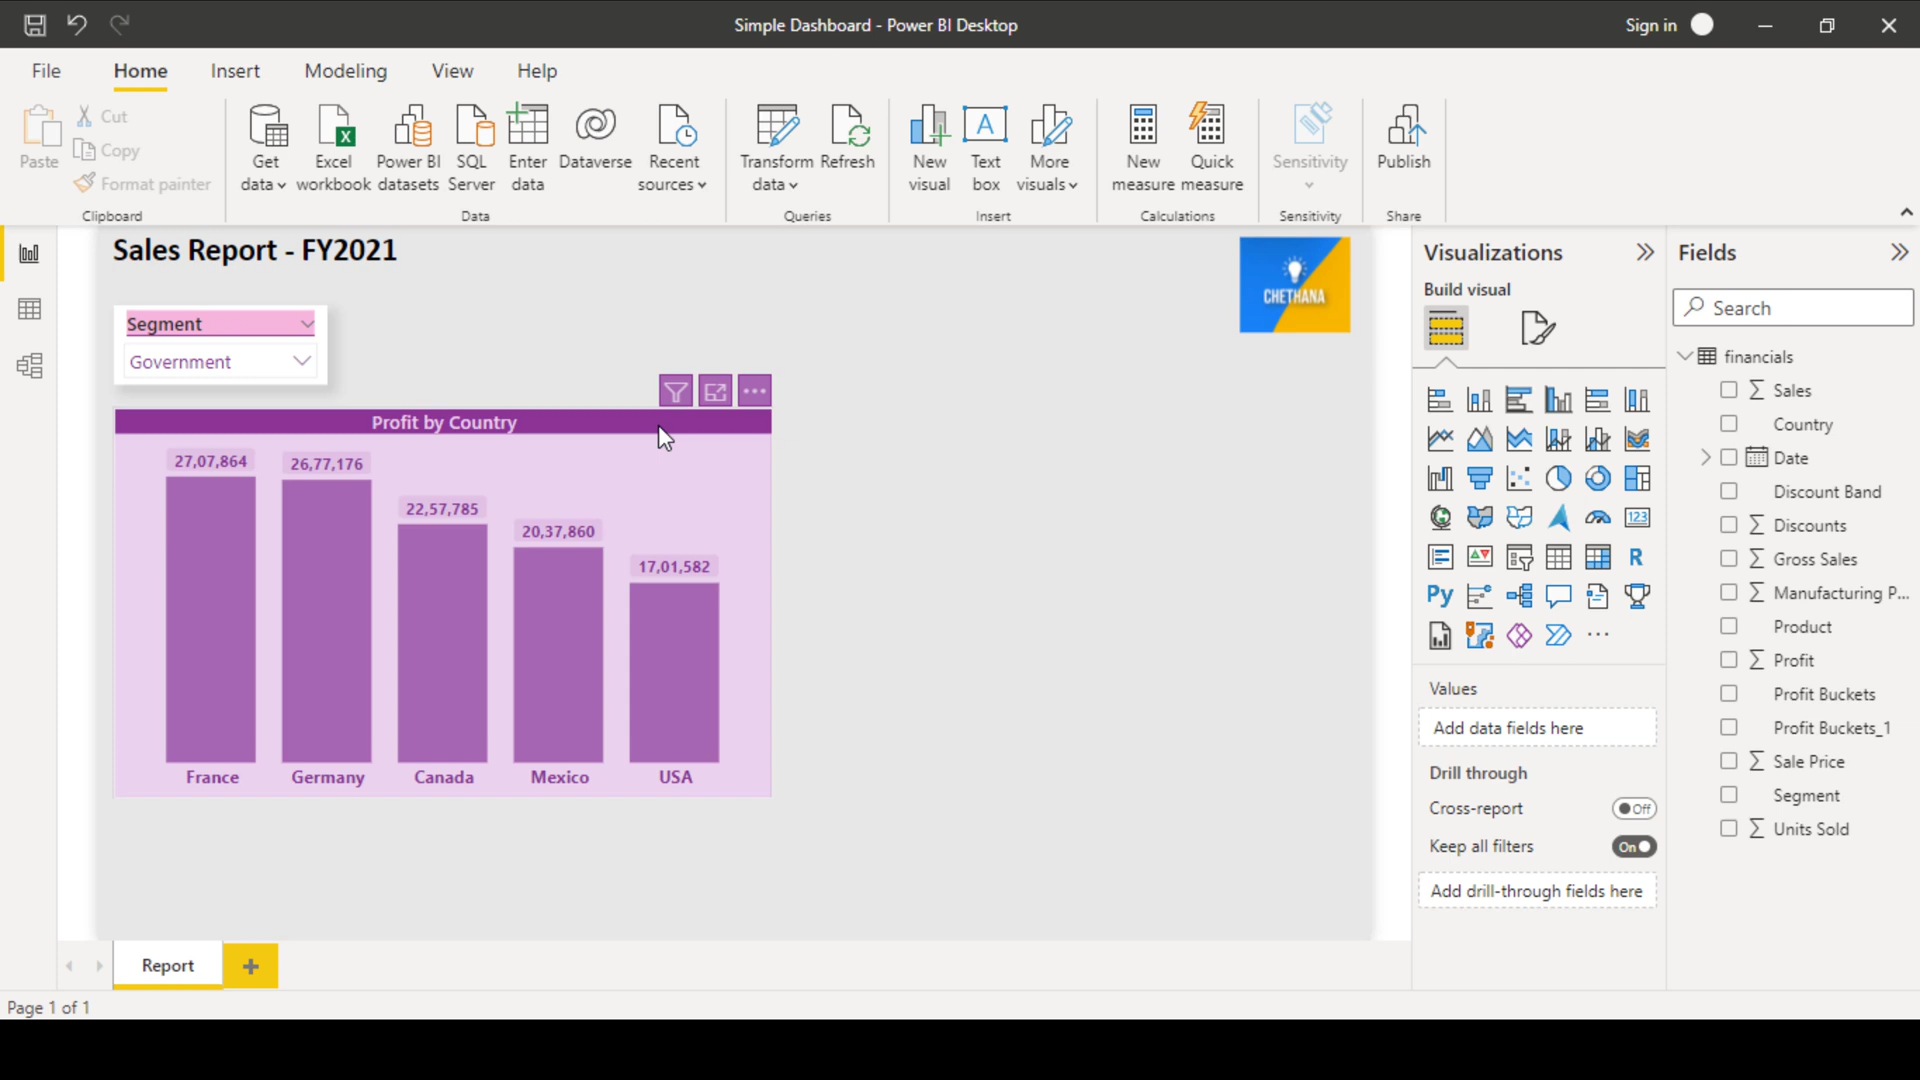 Simple Dashboard - Power BI Desktop
Sign in
File Home Insert Modeling View Help
Paste
Cut
Copy
Format painter
Clipboard
Get data
Excel workbook
Power BI datasets
SQL Server
Enter data
Dataverse
Recent sources
Data
Transform data
Refresh
Queries
New visual
Text box
More visuals
Insert
New measure
Quick measure
Calculations
Sensitivity
Sensitivity
Publish
Share
Sales Report - FY2021
CHETHANA
Segment
Government
Profit by Country
27,07,864
26,77,176
22,57,785
20,37,860
17,01,582
France Germany Canada Mexico USA
Visualizations
Build visual
123
R
Py
Values
Add data fields here
Drill through
Cross-report
Off
Keep all filters
On
Add drill-through fields here
Fields
Search
financials
Σ Sales
Country
Date
Discount Band
Σ Discounts
Σ Gross Sales
Σ Manufacturing P...
Product
Σ Profit
Profit Buckets
Profit Buckets_1
Σ Sale Price
Segment
Σ Units Sold
Report
Page 1 of 1